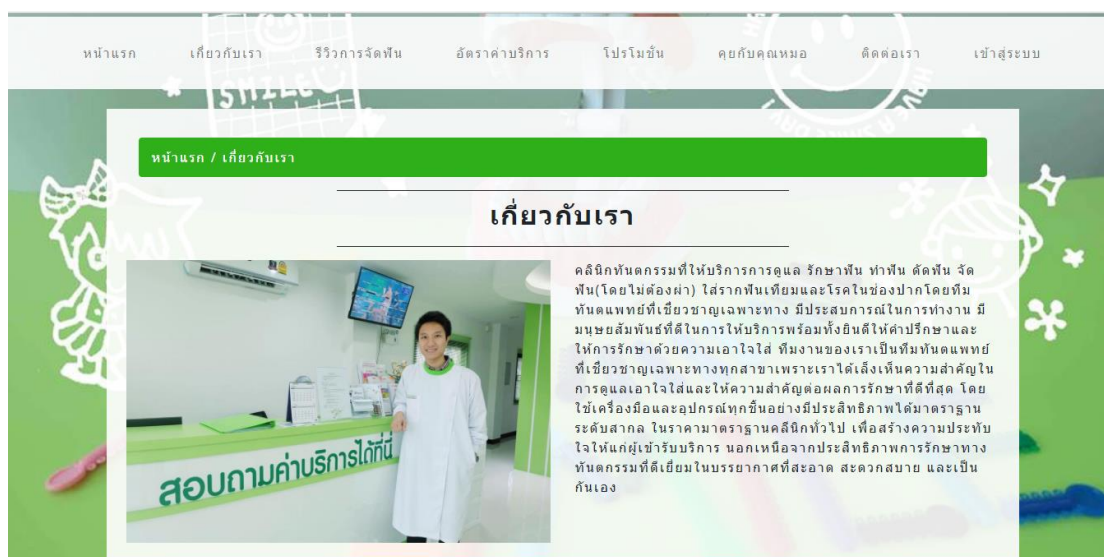 หน้าแรก เกี่ยวกับเรา รีวิวการจัดฟัน อัตราค่าบริการ โปรโมชั่น คุยกับคุณหมอ ติดต่อเรา เข้าสู่ระบบ
SMILE
HAVE A SMILE DAY!
หน้าแรก / เกี่ยวกับเรา
เกี่ยวกับเรา
คลินิกทันตกรรมที่ให้บริการการดูแล รักษาฟัน ทำฟัน ดัดฟัน จัด
ฟัน(โดยไม่ต้องผ่า) ใส่รากฟันเทียมและโรคในช่องปากโดยทีม
ทันตแพทย์ที่เชี่ยวชาญเฉพาะทาง มีประสบการณ์ในการทำงาน มี
มนุษยสัมพันธ์ที่ดีในการให้บริการพร้อมทั้งยินดีให้คำปรึกษาและ
ให้การรักษาด้วยความเอาใจใส่ ทีมงานของเราเป็นทีมทันตแพทย์
ที่เชี่ยวชาญเฉพาะทางทุกสาขาเพราะเราได้เล็งเห็นความสำคัญใน
การดูแลเอาใจใส่และให้ความสำคัญต่อผลการรักษาที่ดีที่สุด โดย
ใช้เครื่องมือและอุปกรณ์ทุกชิ้นอย่างมีประสิทธิภาพได้มาตราฐาน
ระดับสากล ในราคามาตราฐานคลีนิกทั่วไป เพื่อสร้างความประทับ
ใจให้แก่ผู้เข้ารับบริการ นอกเหนือจากประสิทธิภาพการรักษาทาง
ทันตกรรมที่ดีเยี่ยมในบรรยากาศที่สะอาด สะดวกสบาย และเป็น
กันเอง
สอบถามค่าบริการได้ที่นี่